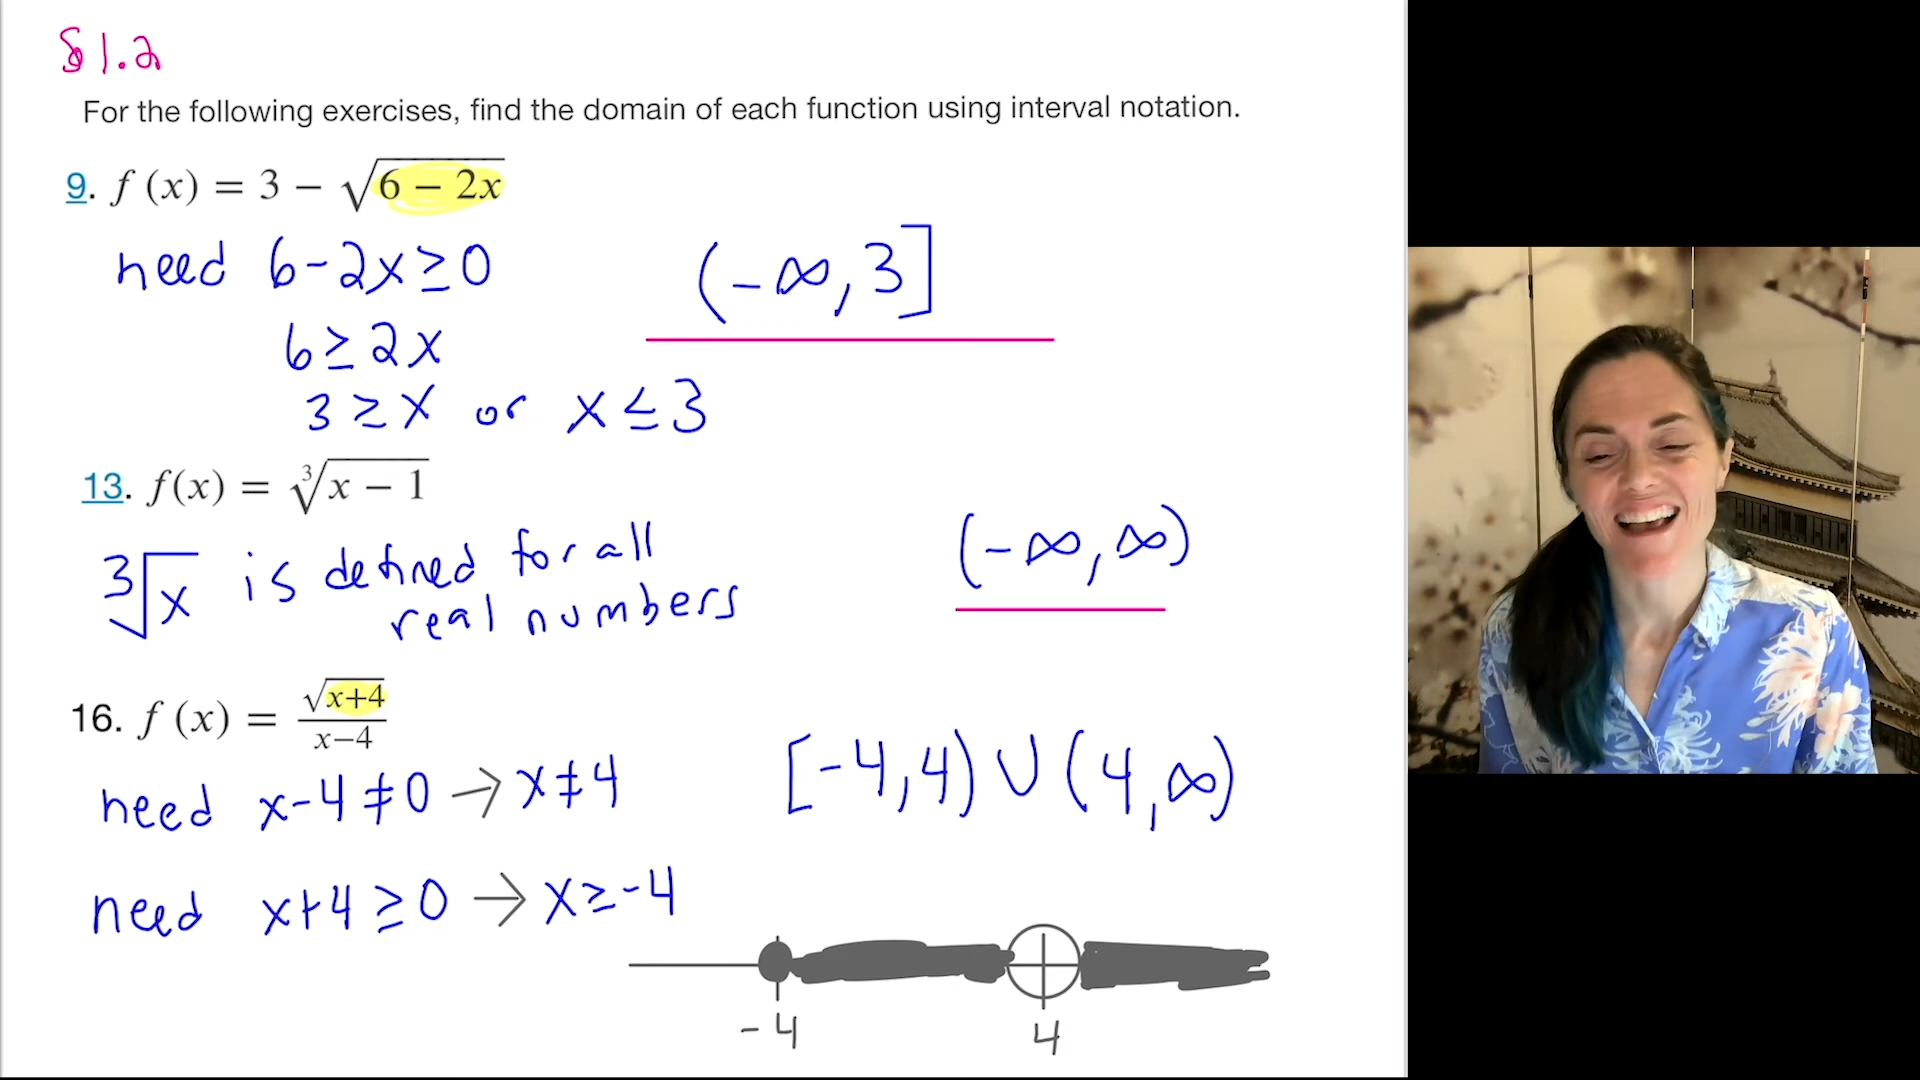 §1.2
For the following exercises, find the domain of each function using interval notation.
9. f (x) = 3 − √(6 − 2x)
need 6-2x≥0
(-∞,3]
6≥2x
3≥x or x≤3
13. f(x) = ∛(x − 1)
∛x is defined for all
real numbers
(-∞,∞)
16. f (x) = √(x+4)/(x−4)
need x-4≠0 → x≠4
[-4,4)∪(4,∞)
need x+4≥0 → x≥-4
-4 4